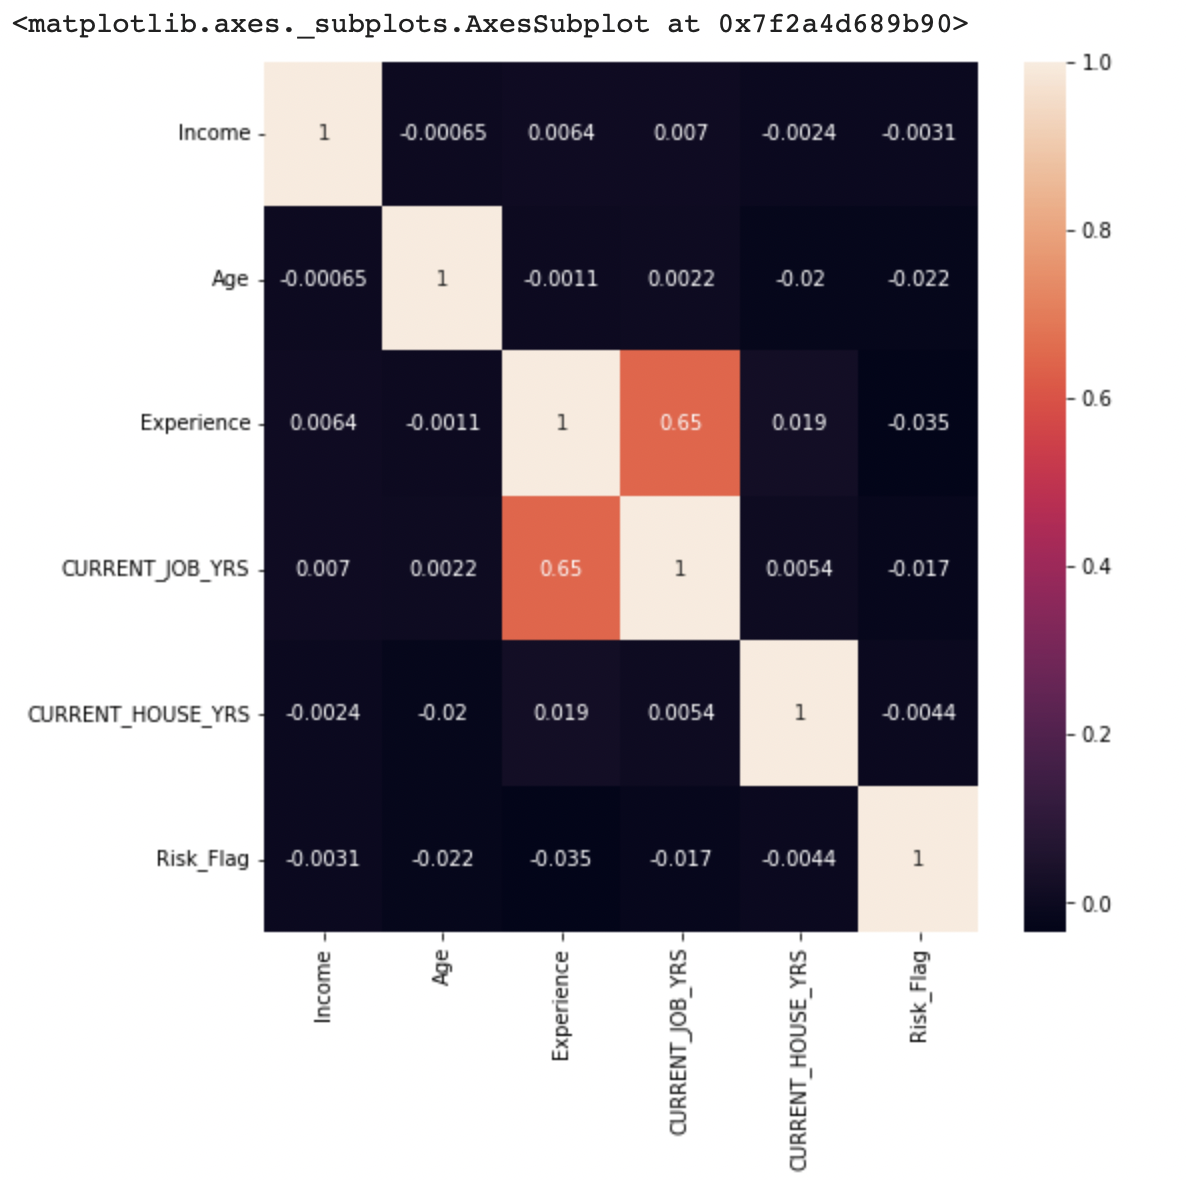 <matplotlib.axes._subplots.AxesSubplot at 0x7f2a4d689b90>
1.0
Income 1 -0.00065 0.0064 0.007 -0.0024 -0.0031
0.8
Age -0.00065 1 -0.0011 0.0022 -0.02 -0.022
0.6
Experience 0.0064 -0.0011 1 0.65 0.019 -0.035
CURRENT_JOB_YRS 0.007 0.0022 0.65 1 0.0054 -0.017
0.4
CURRENT_HOUSE_YRS -0.0024 -0.02 0.019 0.0054 1 -0.0044
0.2
Risk_Flag -0.0031 -0.022 -0.035 -0.017 -0.0044 1
0.0
Income Age Experience CURRENT_JOB_YRS CURRENT_HOUSE_YRS Risk_Flag